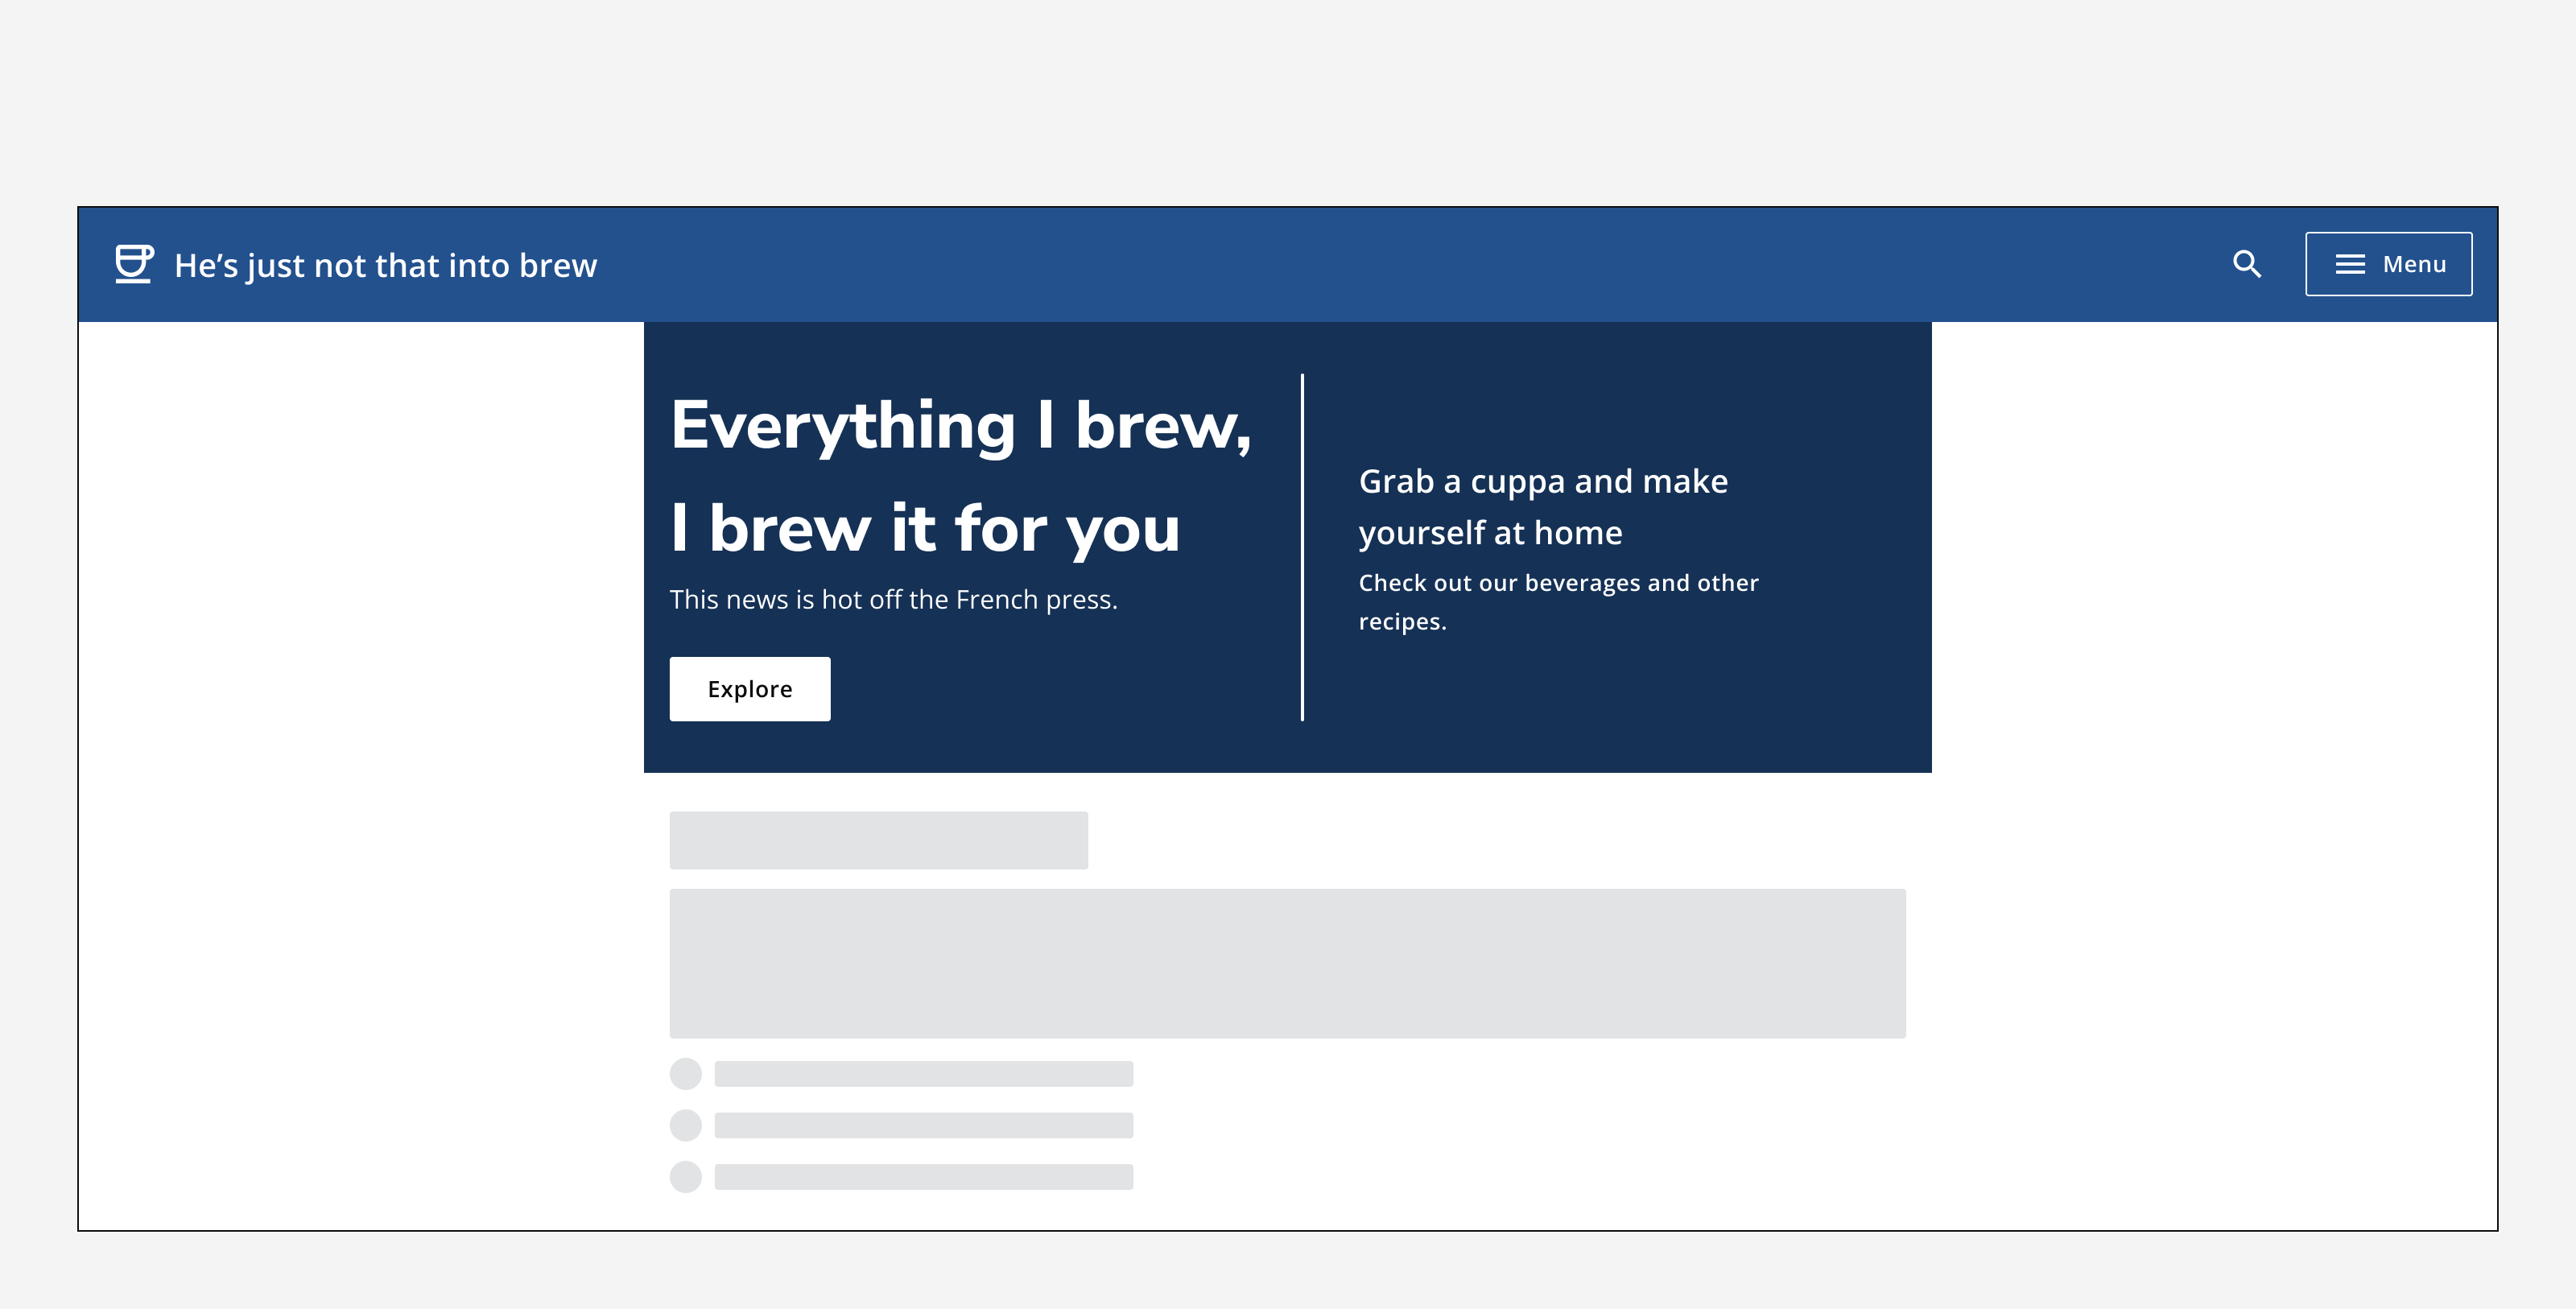 He’s just not that into brew
Menu
Everything I brew,
I brew it for you
This news is hot off the French press.
Explore
Grab a cuppa and make
yourself at home
Check out our beverages and other
recipes.